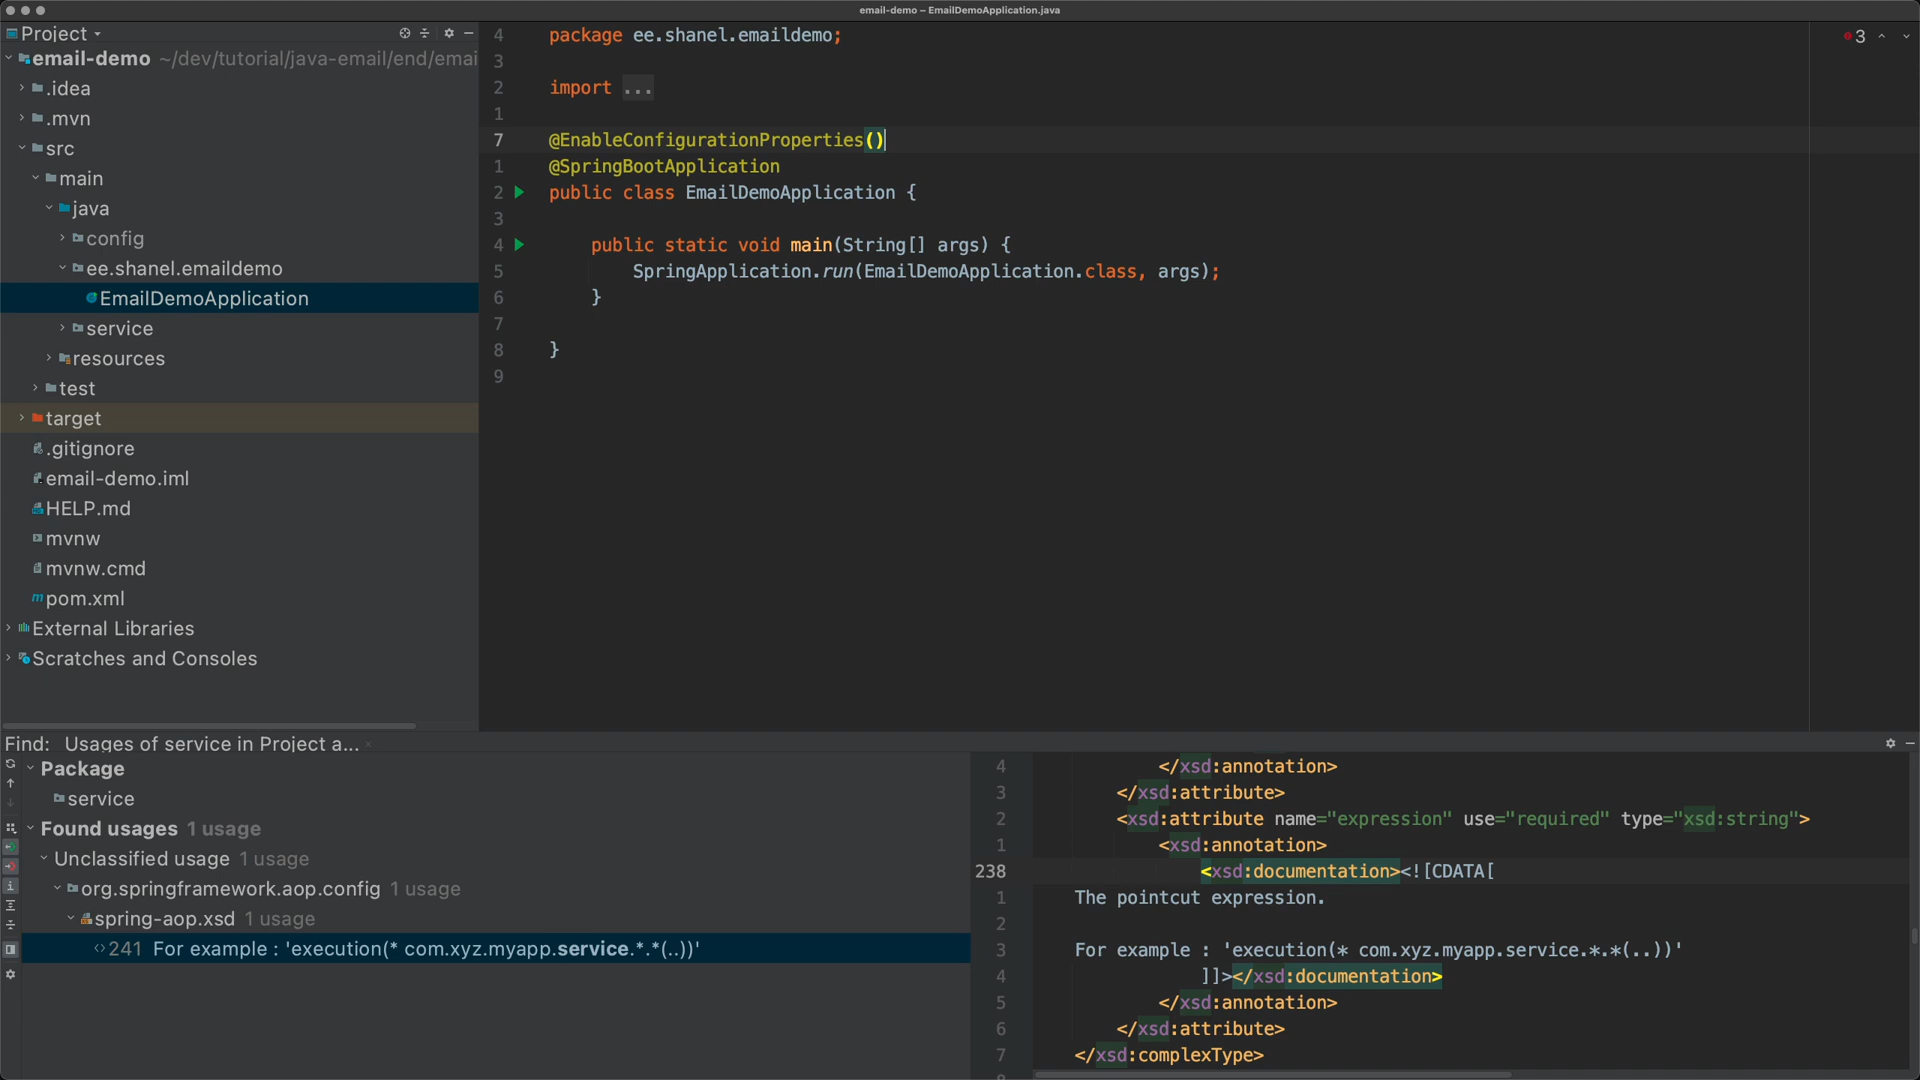 email-demo – EmailDemoApplication.java
Project
email-demo ~/dev/tutorial/java-email/end/emai
.idea
.mvn
src
main
java
config
ee.shanel.emaildemo
EmailDemoApplication
service
resources
test
target
.gitignore
email-demo.iml
HELP.md
mvnw
mvnw.cmd
pom.xml
External Libraries
Scratches and Consoles
4 package ee.shanel.emaildemo;
3
2 import ...
1
7 @EnableConfigurationProperties()
1 @SpringBootApplication
2 public class EmailDemoApplication {
3
4 public static void main(String[] args) {
5 SpringApplication.run(EmailDemoApplication.class, args);
6 }
7
8 }
9
3
Find: Usages of service in Project a...
Package
service
Found usages 1 usage
Unclassified usage 1 usage
org.springframework.aop.config 1 usage
spring-aop.xsd 1 usage
241 For example : 'execution(* com.xyz.myapp.service.*.*(..))'
4 </xsd:annotation>
3 </xsd:attribute>
2 <xsd:attribute name="expression" use="required" type="xsd:string">
1 <xsd:annotation>
238 <xsd:documentation><![CDATA[
1 The pointcut expression.
2
3 For example : 'execution(* com.xyz.myapp.service.*.*(..))'
4 ]]></xsd:documentation>
5 </xsd:annotation>
6 </xsd:attribute>
7 </xsd:complexType>